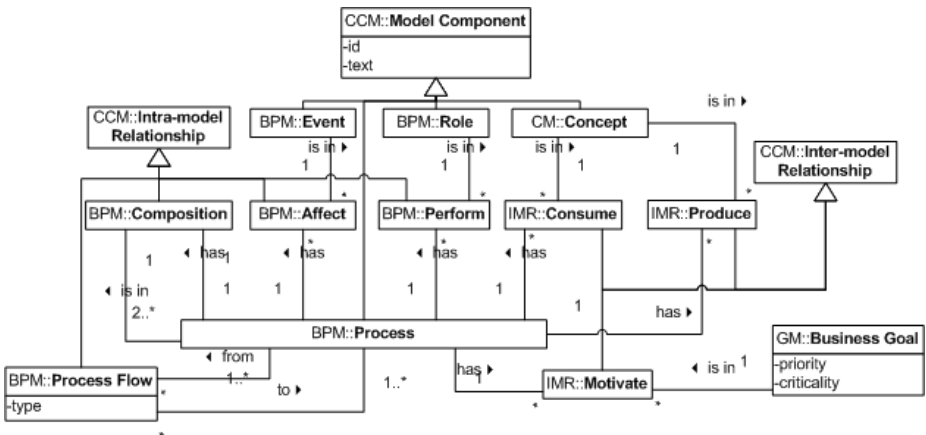 CCM::Model Component
-id
-text
is in ▸
CCM::Intra-model
Relationship
BPM::Event
BPM::Role
CM::Concept
CCM::Inter-model
Relationship
is in ▸
is in ▸
is in ▸
1
1
1
1
*
*
*
*
BPM::Composition
BPM::Affect
BPM::Perform
IMR::Consume
IMR::Produce
*
*
*
*
◂ has
◂ has
◂ has
◂ has
1
1
◂ is in
1
1
1
1
1
2..*
has ▸
BPM::Process
GM::Business Goal
-priority
-criticality
◂ from
1..*
to ▸
1..*
has ▸
1
◂ is in
1
BPM::Process Flow
-type
*
IMR::Motivate
*
*
*